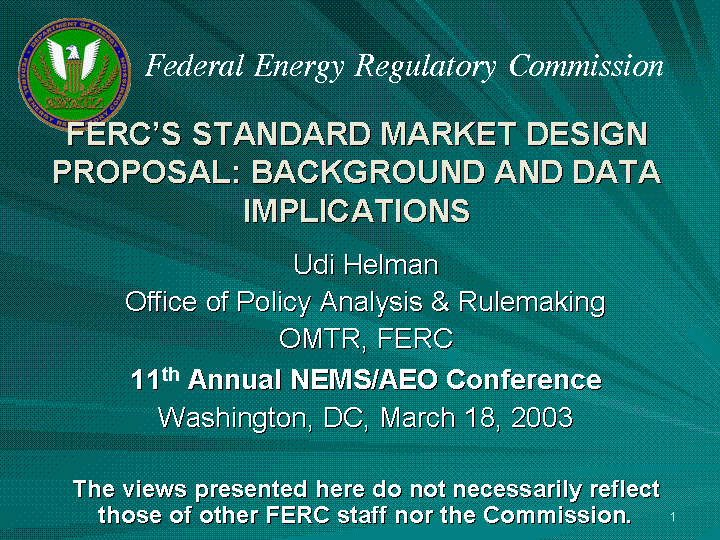 Federal Energy Regulatory Commission
FERC'S STANDARD MARKET DESIGN
PROPOSAL: BACKGROUND AND DATA
IMPLICATIONS
Udi Helman
Office of Policy Analysis & Rulemaking
OMTR, FERC
11th Annual NEMS/AEO Conference
Washington, DC, March 18, 2003
The views presented here do not necessarily reflect
those of other FERC staff nor the Commission.
1